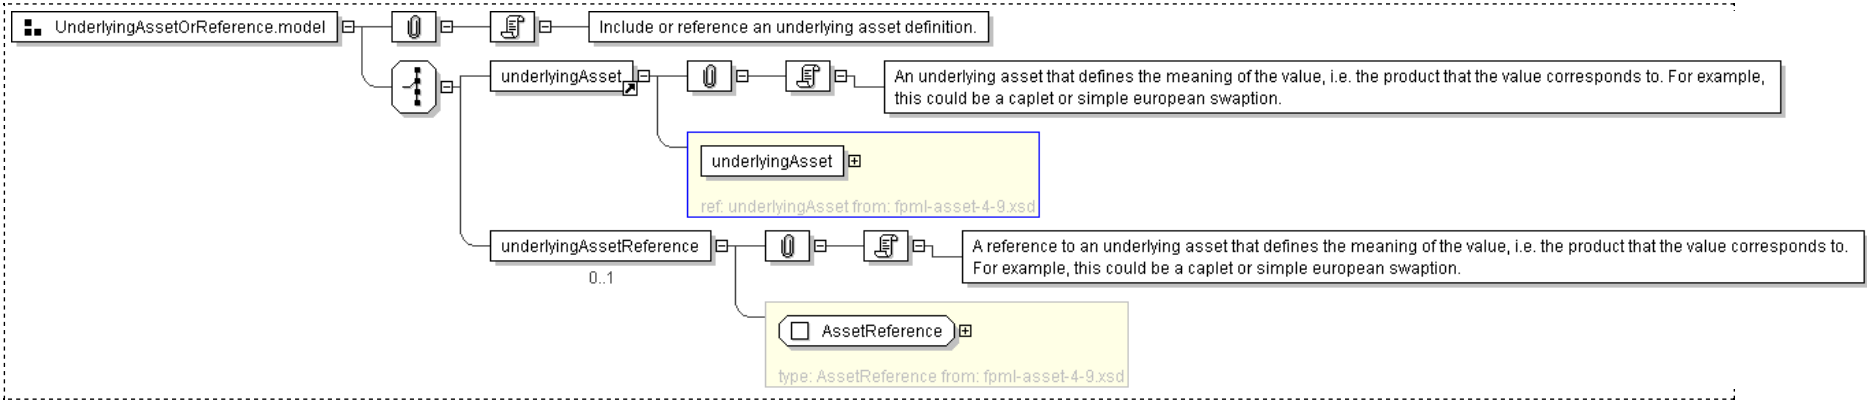 UnderlyingAssetOrReference.model
Include or reference an underlying asset definition.
underlyingAsset
An underlying asset that defines the meaning of the value, i.e. the product that the value corresponds to. For example,
this could be a caplet or simple european swaption.
underlyingAsset
ref: underlyingAsset from: fpml-asset-4-9.xsd
underlyingAssetReference
0..1
A reference to an underlying asset that defines the meaning of the value, i.e. the product that the value corresponds to.
For example, this could be a caplet or simple european swaption.
AssetReference
type: AssetReference from: fpml-asset-4-9.xsd